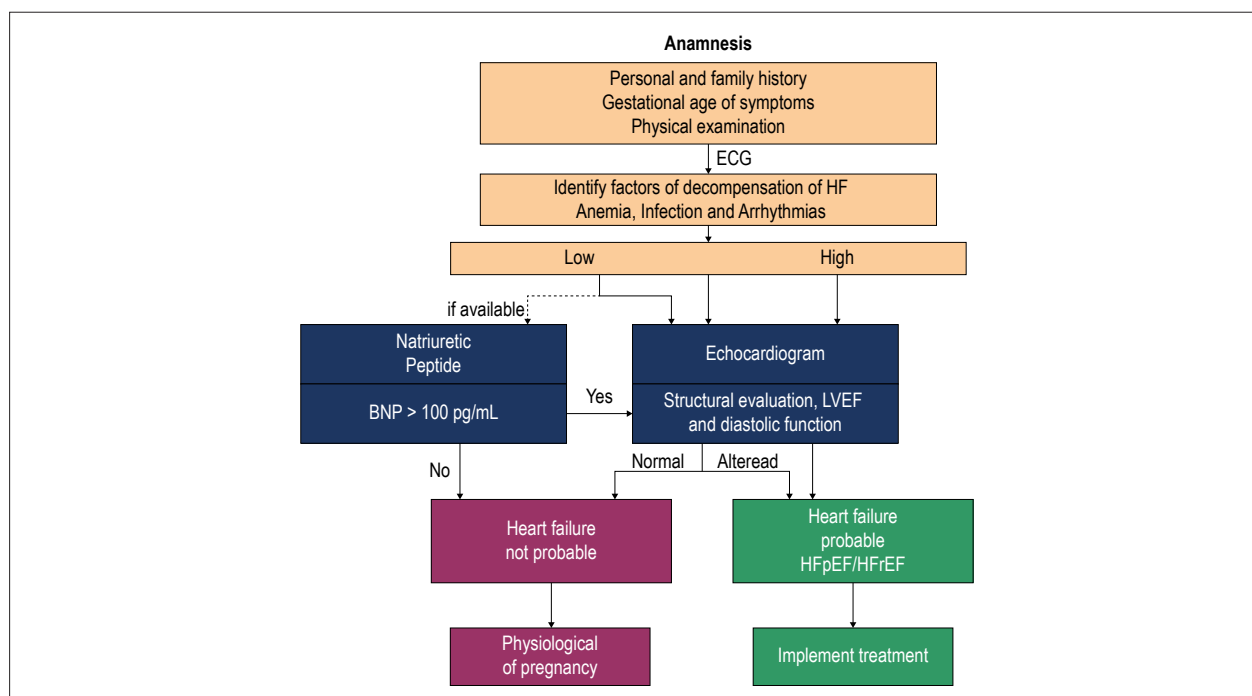 Anamnesis
Personal and family history
Gestational age of symptoms
Physical examination
ECG
Identify factors of decompensation of HF
Anemia, Infection and Arrhythmias
Low
High
if available
Natriuretic
Peptide
BNP > 100 pg/mL
Yes
Echocardiogram
Structural evaluation, LVEF
and diastolic function
No
Normal
Alteread
Heart failure
not probable
Heart failure
probable
HFpEF/HFrEF
Physiological
of pregnancy
Implement treatment